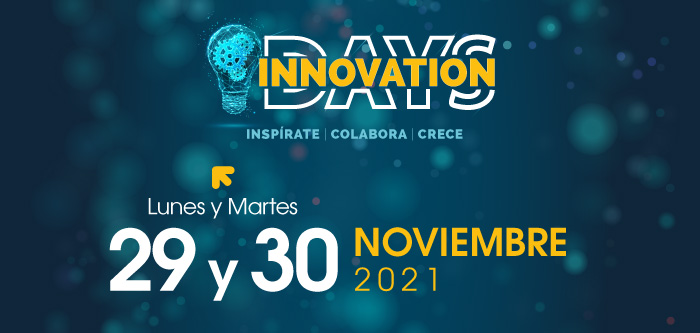 DAYS
INNOVATION
INSPÍRATE | COLABORA | CRECE
Lunes y Martes
29 y 30 NOVIEMBRE
2021